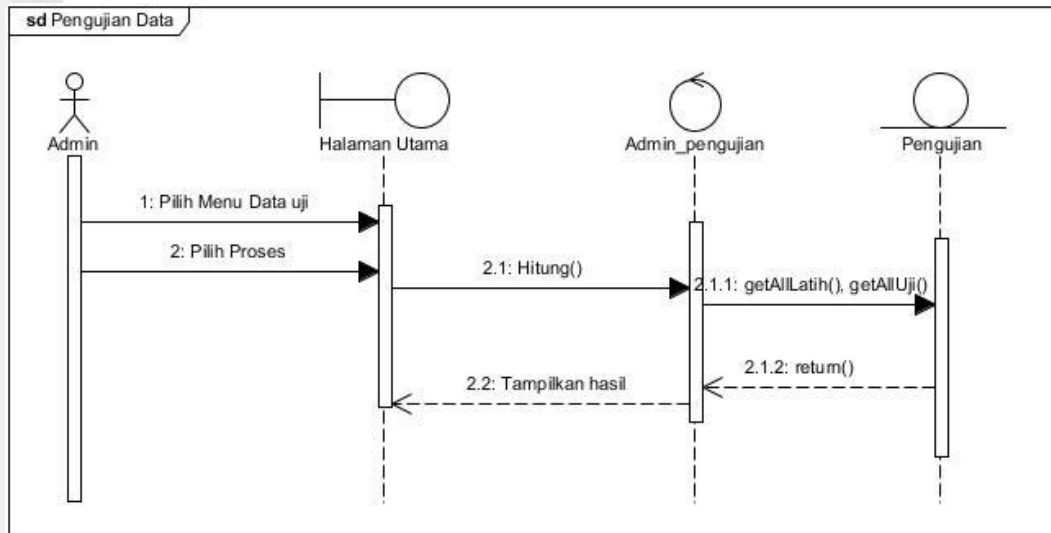 sd Pengujian Data
Admin
Halaman Utama
Admin_pengujian
Pengujian
1: Pilih Menu Data uji
2: Pilih Proses
2.1: Hitung()
2.1.1: getAllLatih(), getAllUji()
2.1.2: return()
2.2: Tampilkan hasil